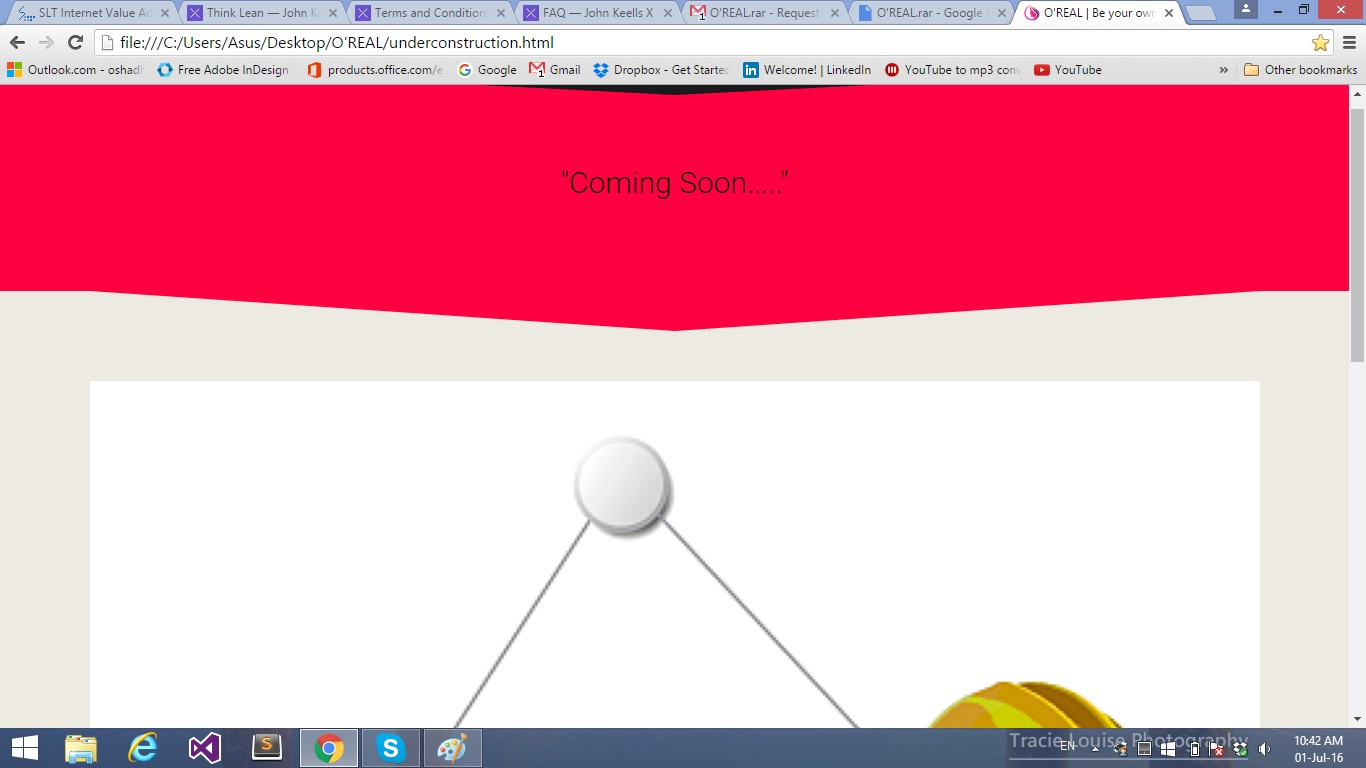 SLT Internet Value Ad
Think Lean — John K
Terms and Condition
FAQ — John Keells X
O'REAL.rar - Request
O'REAL.rar - Google
O'REAL | Be your own
file:///C:/Users/Asus/Desktop/O'REAL/underconstruction.html
Outlook.com - oshadh
Free Adobe InDesign
products.office.com/e
Google
Gmail
Dropbox - Get Started
Welcome! | LinkedIn
YouTube to mp3 conv
YouTube
»
Other bookmarks
"Coming Soon....."
Tracie Louise Photography
EN
10:42 AM
01-Jul-16